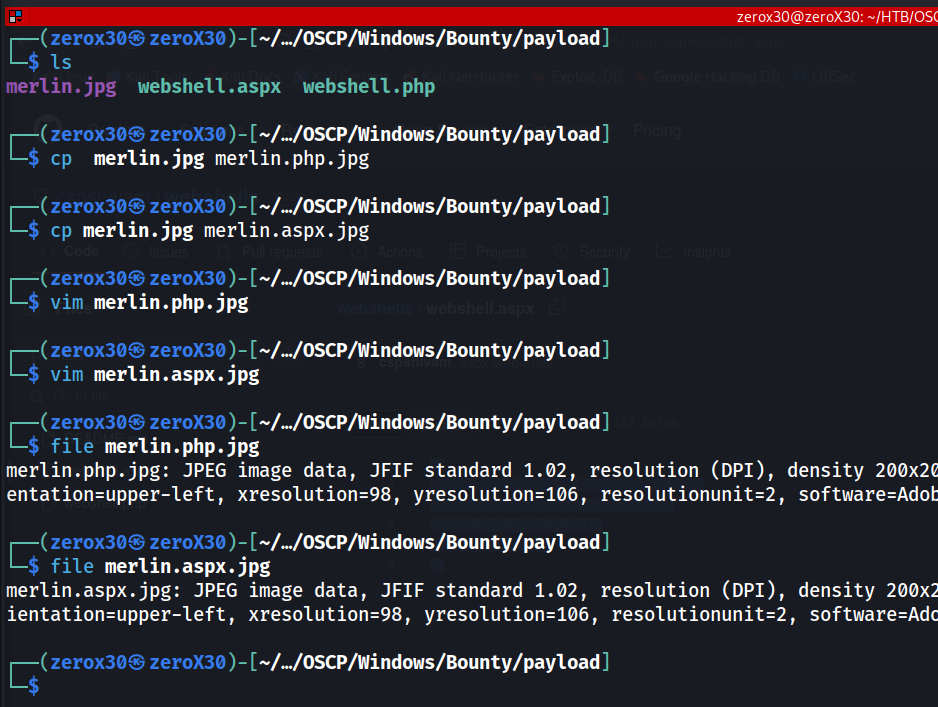 zerox30@zeroX30: ~/HTB/OSC
┌──(zerox30㉿zeroX30)-[~/…/OSCP/Windows/Bounty/payload]
└─$ ls
merlin.jpg  webshell.aspx  webshell.php
┌──(zerox30㉿zeroX30)-[~/…/OSCP/Windows/Bounty/payload]
└─$ cp  merlin.jpg merlin.php.jpg
┌──(zerox30㉿zeroX30)-[~/…/OSCP/Windows/Bounty/payload]
└─$ cp merlin.jpg merlin.aspx.jpg
┌──(zerox30㉿zeroX30)-[~/…/OSCP/Windows/Bounty/payload]
└─$ vim merlin.php.jpg
┌──(zerox30㉿zeroX30)-[~/…/OSCP/Windows/Bounty/payload]
└─$ vim merlin.aspx.jpg
┌──(zerox30㉿zeroX30)-[~/…/OSCP/Windows/Bounty/payload]
└─$ file merlin.php.jpg
merlin.php.jpg: JPEG image data, JFIF standard 1.02, resolution (DPI), density 200x20
entation=upper-left, xresolution=98, yresolution=106, resolutionunit=2, software=Adob
┌──(zerox30㉿zeroX30)-[~/…/OSCP/Windows/Bounty/payload]
└─$ file merlin.aspx.jpg
merlin.aspx.jpg: JPEG image data, JFIF standard 1.02, resolution (DPI), density 200x2
ientation=upper-left, xresolution=98, yresolution=106, resolutionunit=2, software=Ado
┌──(zerox30㉿zeroX30)-[~/…/OSCP/Windows/Bounty/payload]
└─$